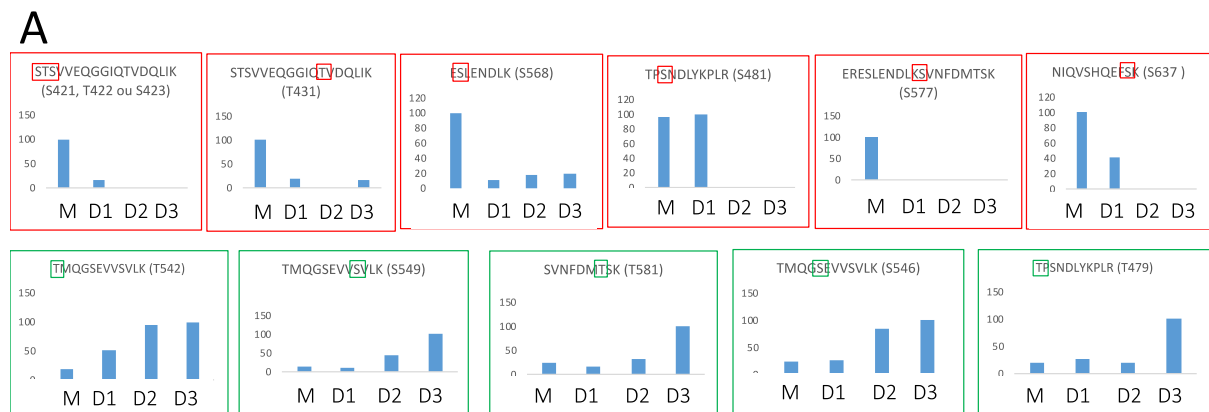 A
STSVVEQGGIQTVDQLIK
(S421, T422 ou S423)
150
100
50
0
M D1 D2 D3
STSVVEQGGIQTVDQLIK
(T431)
150
100
50
0
M D1 D2 D3
ESLENDLK (S568)
120
100
80
60
40
20
0
M D1 D2 D3
TPSNDLYKPLR (S481)
120
100
80
60
40
20
0
M D1 D2 D3
ERESLENDLKSVNFDMTSK
(S577)
150
100
50
0
M D1 D2 D3
NIQVSHQEFSK (S637 )
120
100
80
60
40
20
0
M D1 D2 D3
TMQGSEVVSVLK (T542)
150
100
50
0
M D1 D2 D3
TMQGSEVVSVLK (S549)
150
100
50
0
M D1 D2 D3
SVNFDMTSK (T581)
150
100
50
0
M D1 D2 D3
TMQGSEVVSVLK (S546)
150
100
50
0
M D1 D2 D3
TPSNDLYKPLR (T479)
150
100
50
0
M D1 D2 D3